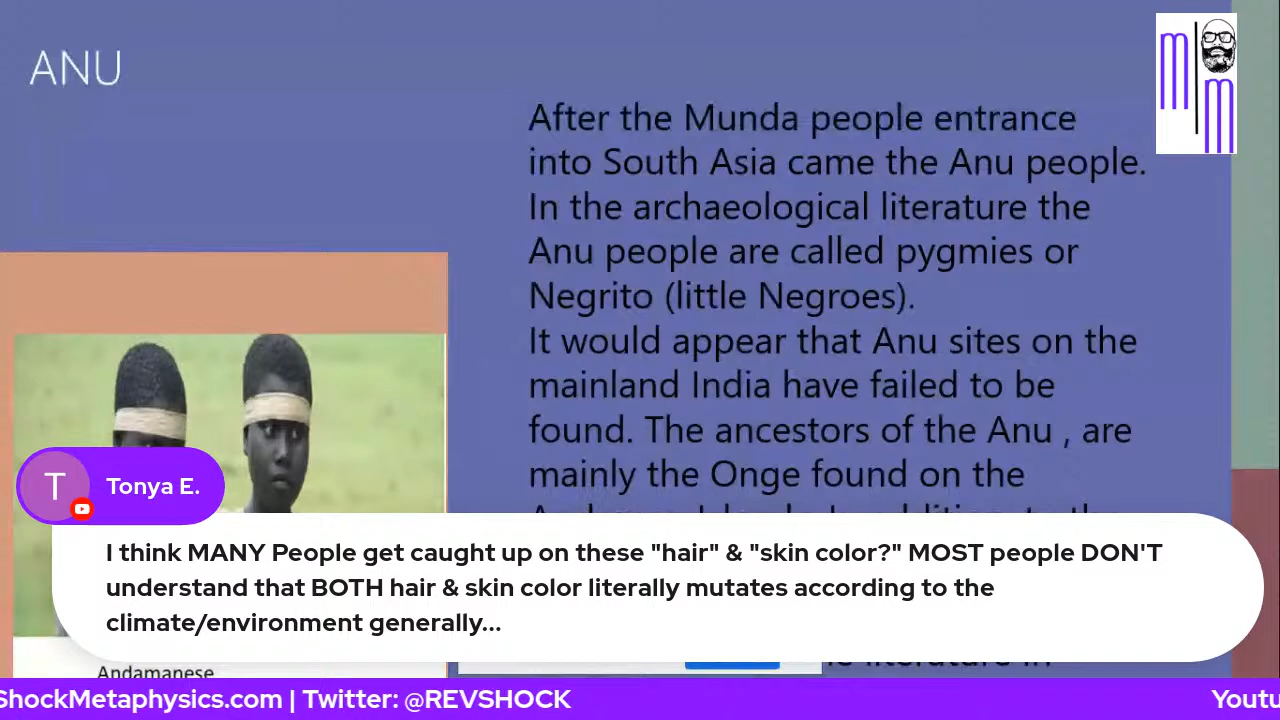 ANU
After the Munda people entrance
into South Asia came the Anu people.
In the archaeological literature the
Anu people are called pygmies or
Negrito (little Negroes).
It would appear that Anu sites on the
mainland India have failed to be
found. The ancestors of the Anu , are
mainly the Onge found on the
m
m
T
Tonya E.
I think MANY People get caught up on these "hair" & "skin color?" MOST people DON'T
understand that BOTH hair & skin color literally mutates according to the
climate/environment generally...
literature in
Andamanese
ShockMetaphysics.com | Twitter: @REVSHOCK
Youtu